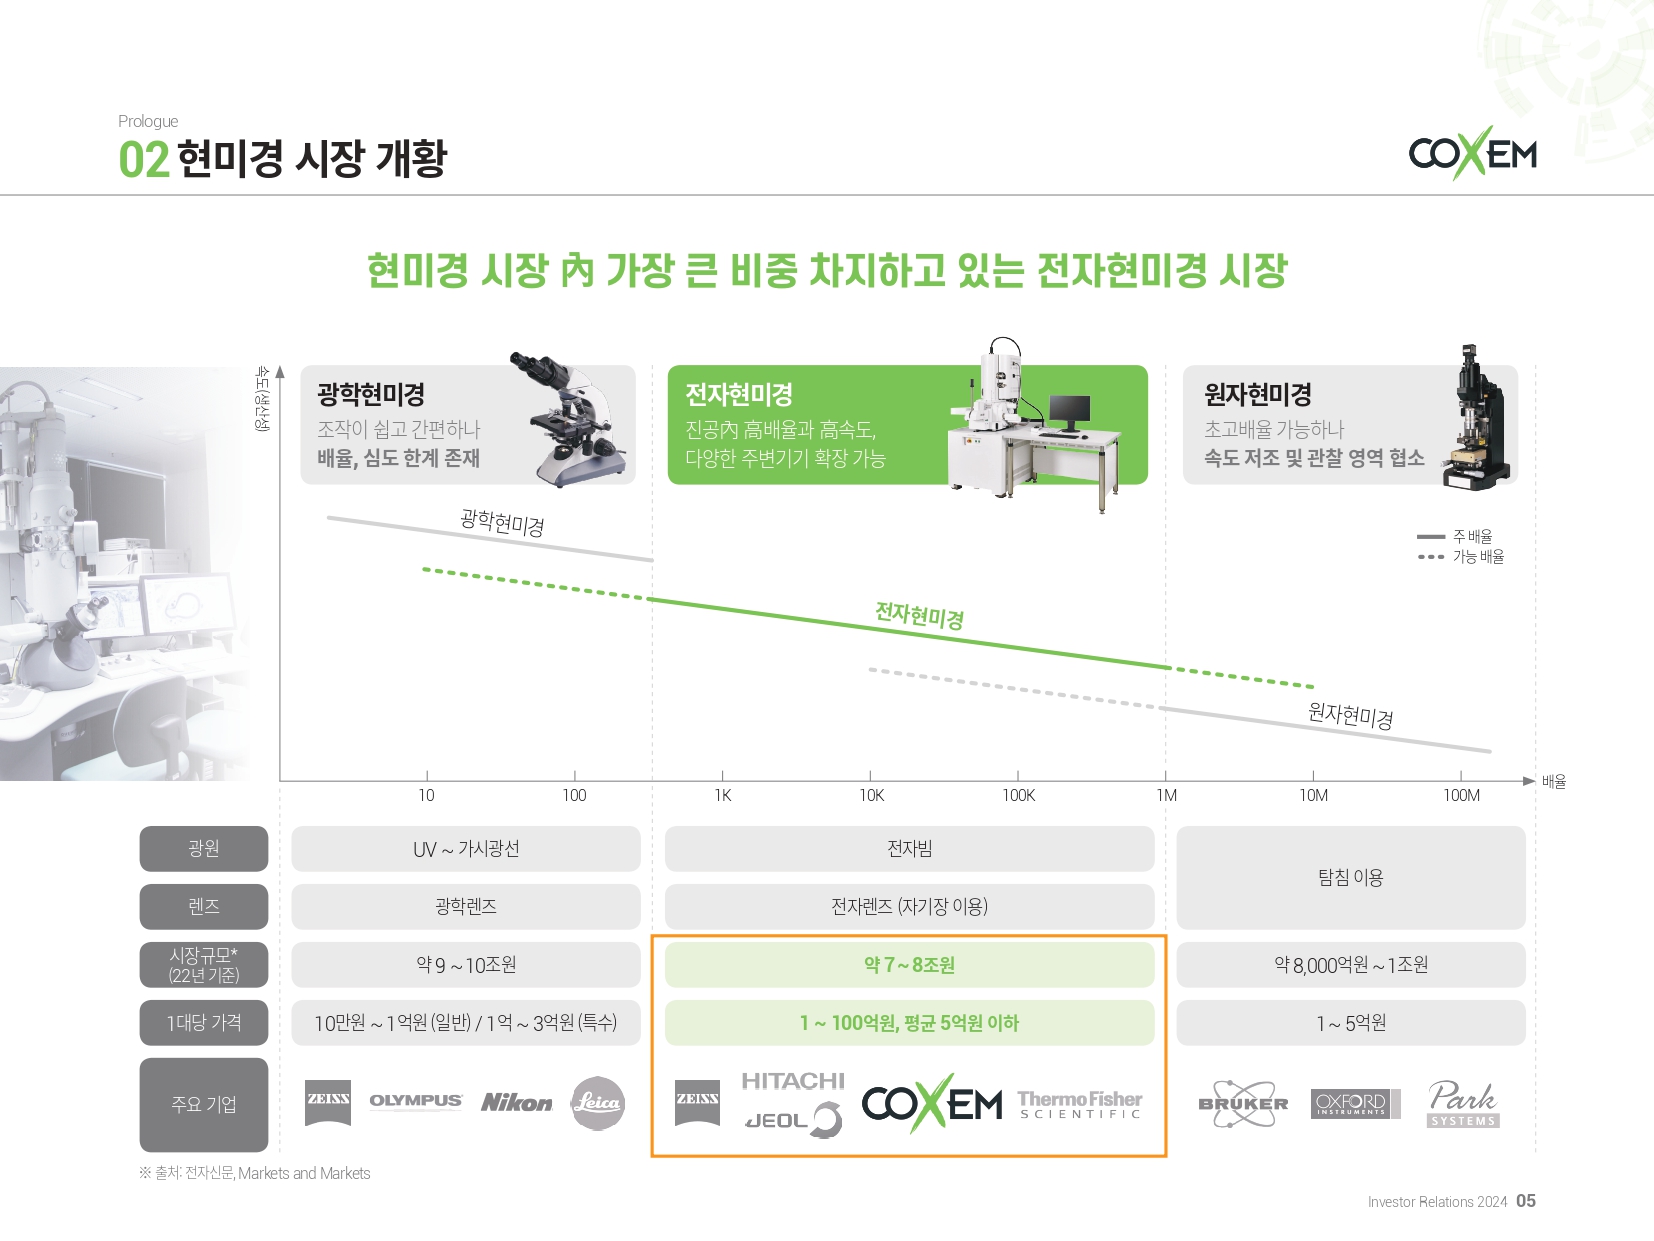 Prologue
02 현미경 시장 개황
COXEM
현미경 시장 內 가장 큰 비중 차지하고 있는 전자현미경 시장
속도(생산성)
광학현미경
조작이 쉽고 간편하나
배율, 심도 한계 존재
전자현미경
진공內 高배율과 高속도,
다양한 주변기기 확장 가능
원자현미경
초고배율 가능하나
속도 저조 및 관찰 영역 협소
광학현미경
전자현미경
원자현미경
주 배율
가능 배율
10 100 1K 10K 100K 1M 10M 100M 배율
광원 UV ~ 가시광선 전자빔 탐침 이용
렌즈 광학렌즈 전자렌즈 (자기장 이용)
시장규모*
(22년 기준)
약 9 ~ 10조원 약 7 ~ 8조원 약 8,000억원 ~ 1조원
1대당 가격 10만원 ~ 1억원 (일반) / 1억 ~ 3억원 (특수) 1 ~ 100억원, 평균 5억원 이하 1 ~ 5억원
주요 기업
ZEISS OLYMPUS Nikon Leica
ZEISS HITACHI JEOL COXEM ThermoFisher
SCIENTIFIC
BRUKER OXFORD
INSTRUMENTS
Park
SYSTEMS
※ 출처: 전자신문, Markets and Markets
Investor Relations 2024 05